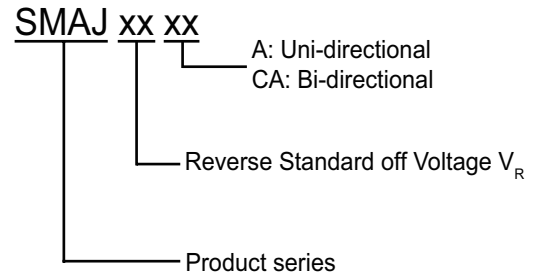 SMAJ xx xx
A: Uni-directional
CA: Bi-directional
Reverse Standard off Voltage VR
Product series